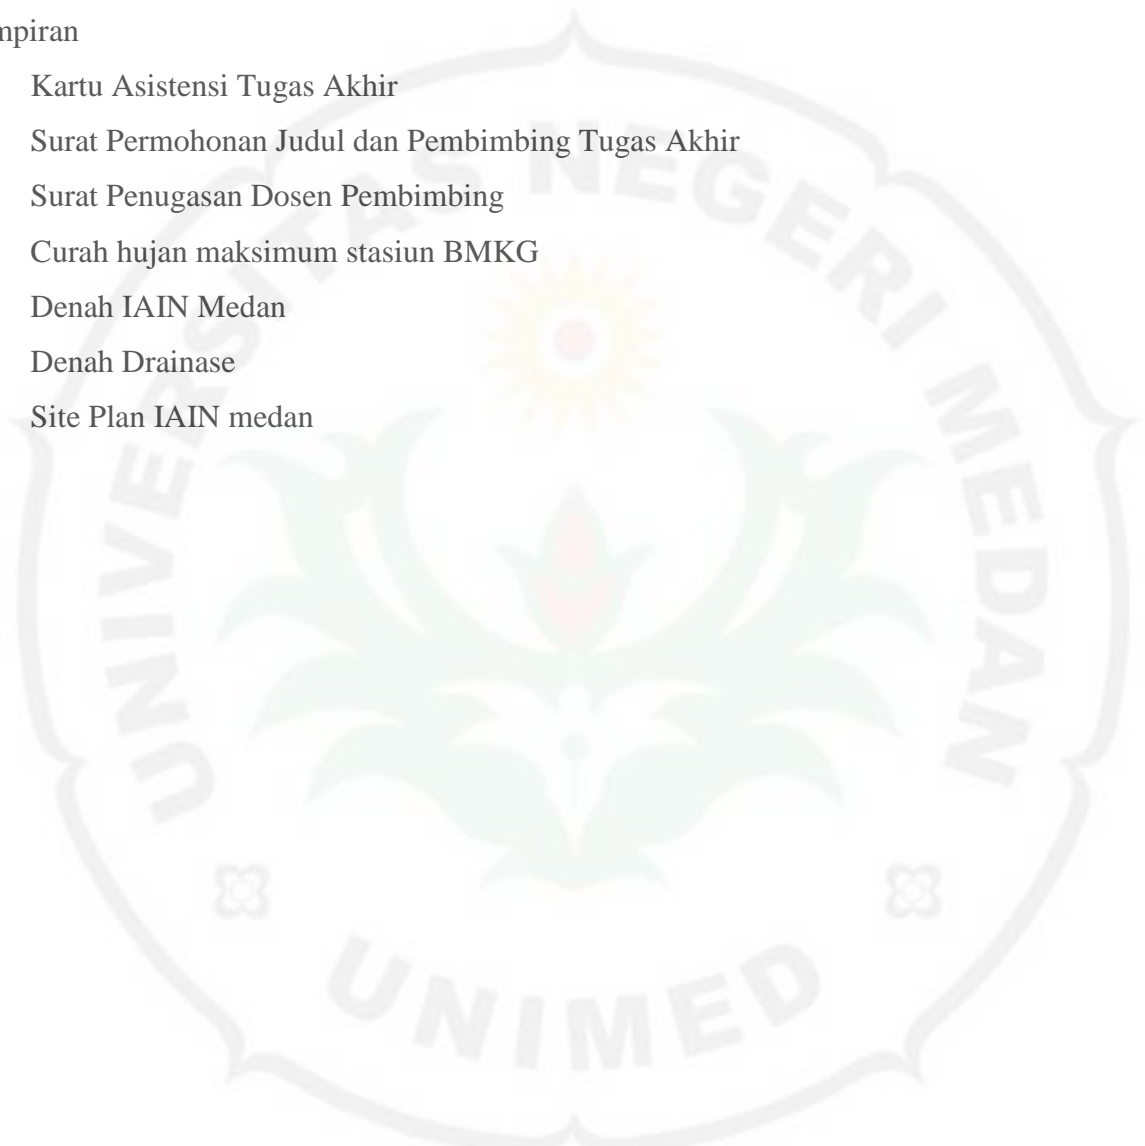 mpiran
Kartu Asistensi Tugas Akhir
Surat Permohonan Judul dan Pembimbing Tugas Akhir
Surat Penugasan Dosen Pembimbing
Curah hujan maksimum stasiun BMKG
Denah IAIN Medan
Denah Drainase
Site Plan IAIN medan
UNIVERSITAS NEGERI MEDAN
UNIMED